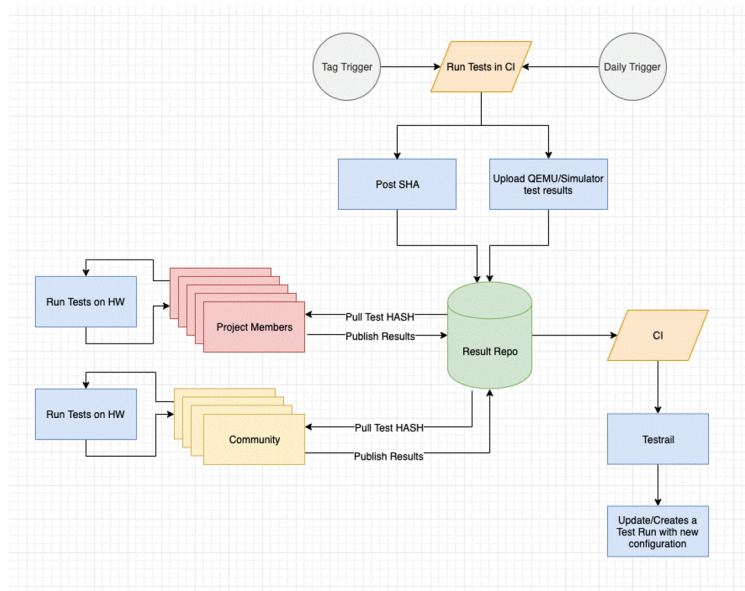 Tag Trigger
Run Tests in CI
Daily Trigger
Post SHA
Upload QEMU/Simulator
test results
Run Tests on HW
Project Members
Pull Test HASH
Publish Results
Result Repo
CI
Run Tests on HW
Community
Pull Test HASH
Publish Results
Testrail
Update/Creates a
Test Run with new
configuration